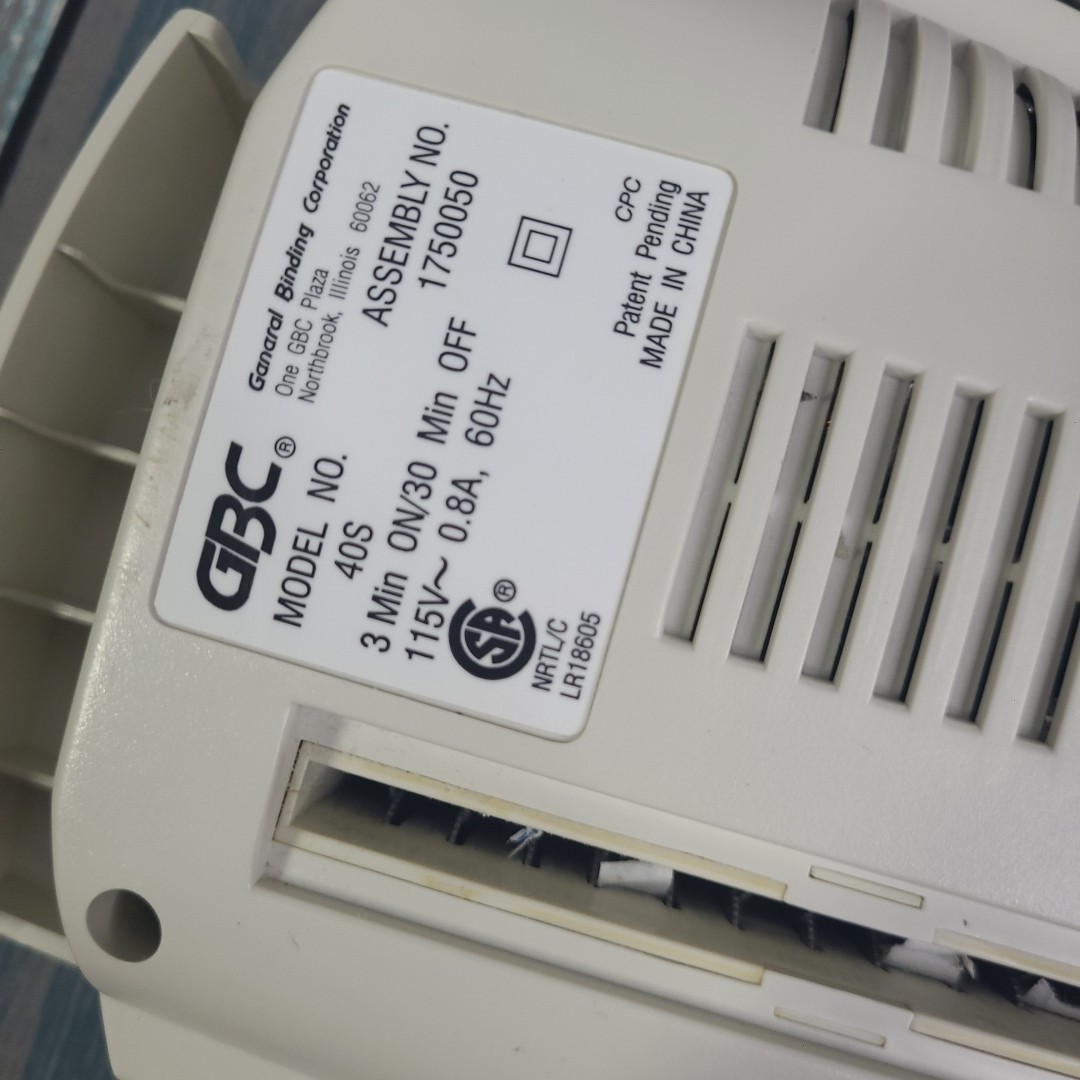 GBC®
Ganaral Binding Corporation
One GBC Plaza
Northbrook, Illinois 60062
MODEL NO.
40S
ASSEMBLY NO.
1750050
3 Min ON/30 Min OFF
115V~ 0.8A, 60Hz
SA®
NRTL/C
LR18605
CPC
Patent Pending
MADE IN CHINA